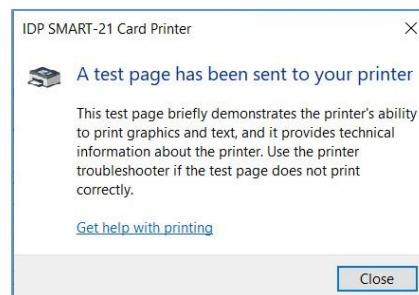 IDP SMART-21 Card Printer
A test page has been sent to your printer
This test page briefly demonstrates the printer's ability
to print graphics and text, and it provides technical
information about the printer. Use the printer
troubleshooter if the test page does not print
correctly.
Get help with printing
Close